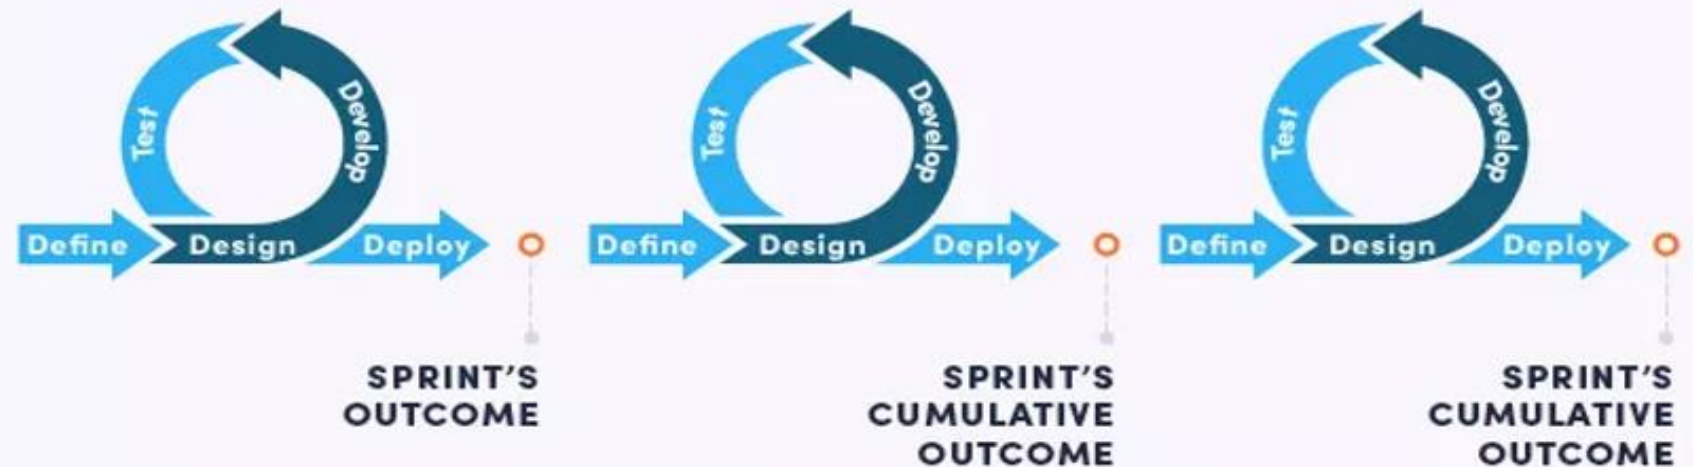 Test
Develop
Define
Design
Deploy
SPRINT'S
OUTCOME
Test
Develop
Define
Design
Deploy
SPRINT'S
CUMULATIVE
OUTCOME
Test
Develop
Define
Design
Deploy
SPRINT'S
CUMULATIVE
OUTCOME